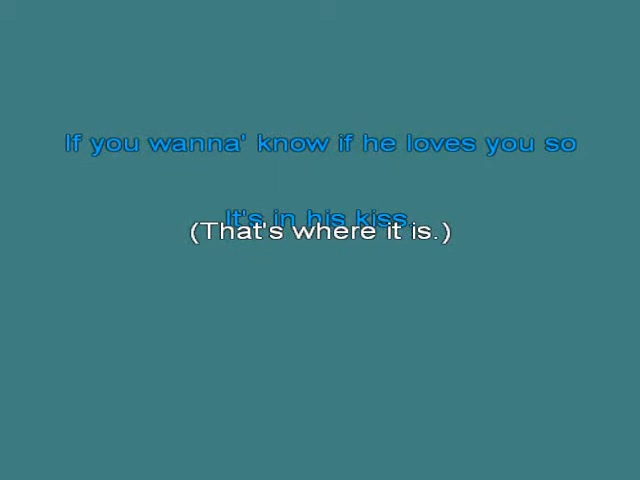 If you wanna' know if he loves you so
It's in his kiss.
(That's where it is.)